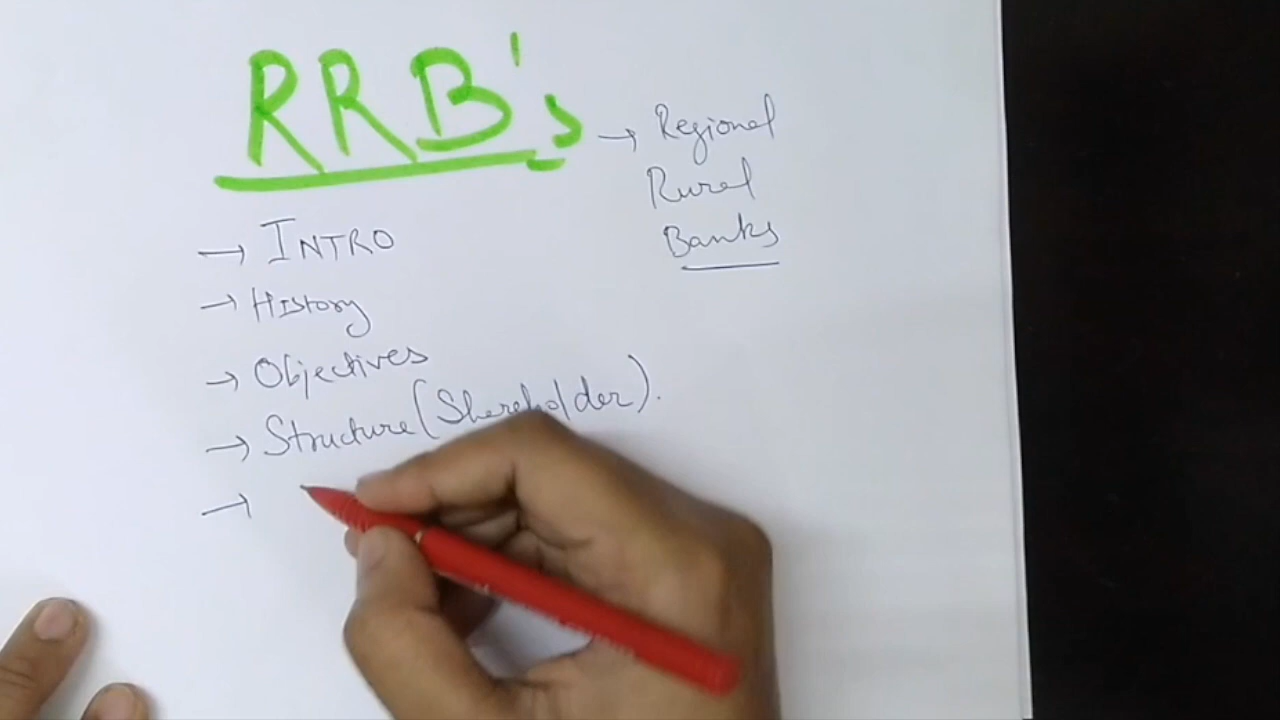 RRB's → Regional
Rural
Banks
→ INTRO
→ History
→ Objectives
→ Structure (Shareholder).
→